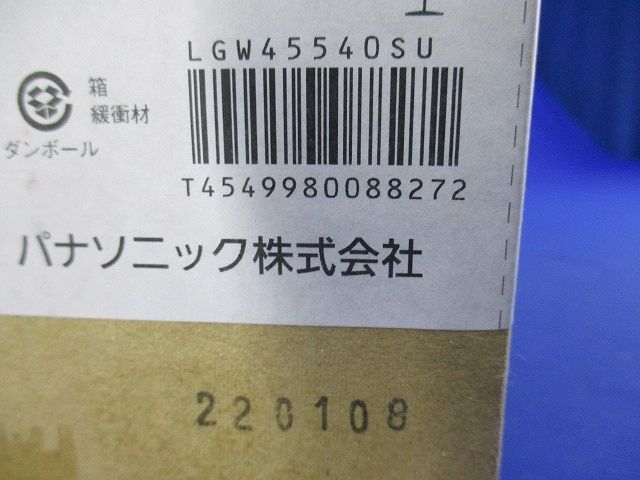 LGW45540SU
箱
緩衝材
ダンボール
T4549980088272
パナソニック株式会社
220108